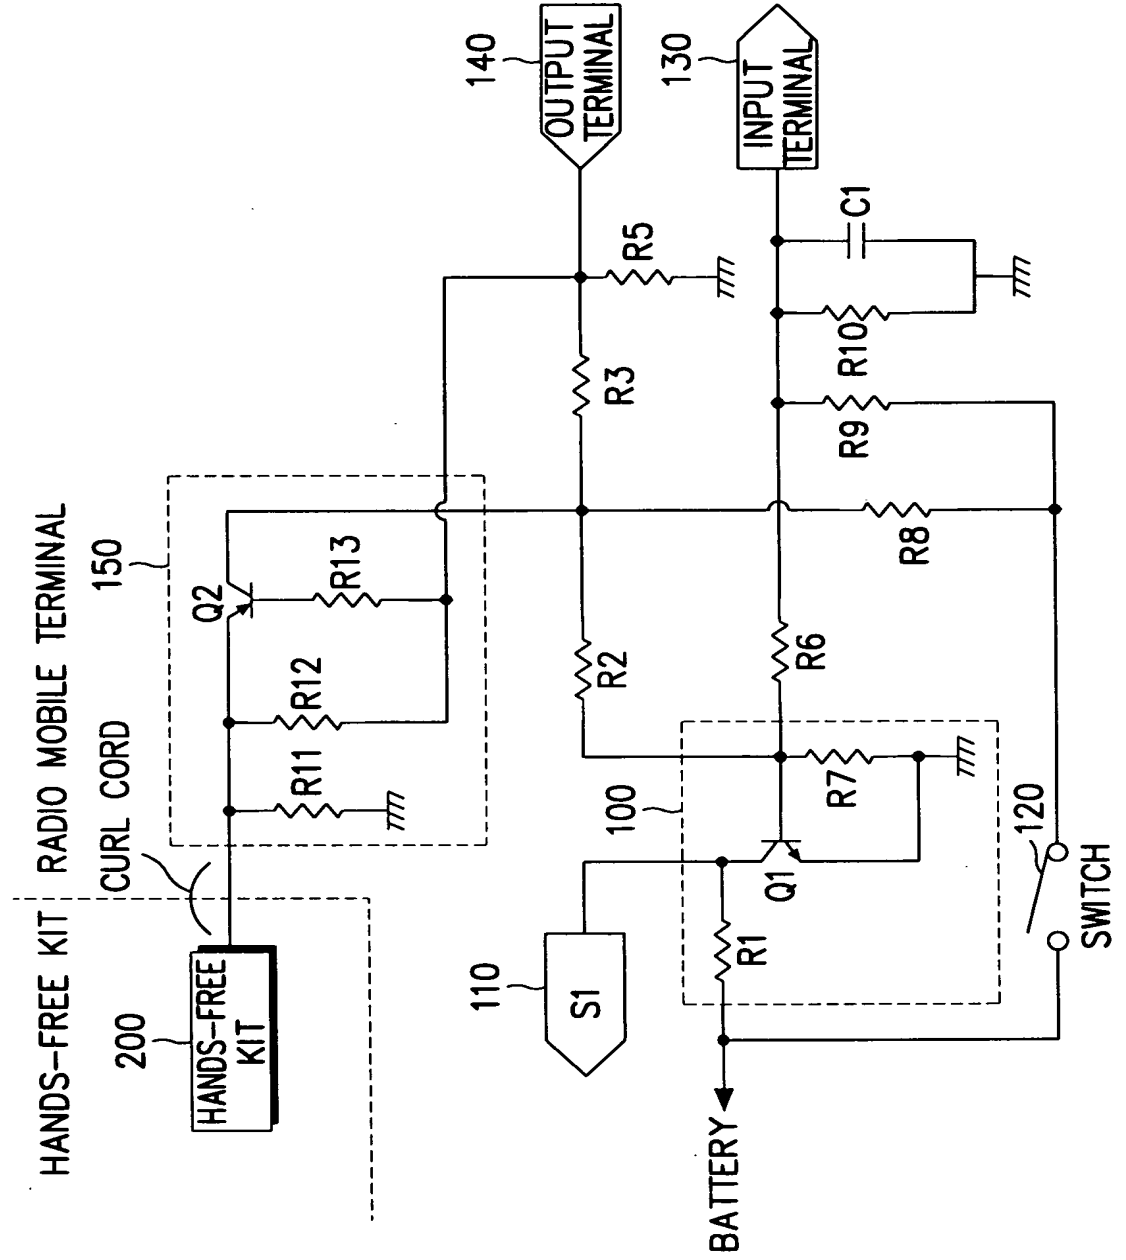 HANDS-FREE KIT
RADIO MOBILE TERMINAL
CURL CORD
200
HANDS-FREE
KIT
150
Q2
R11
R12
R13
140
OUTPUT
TERMINAL
R5
R3
R2
130
INPUT
TERMINAL
C1
R10
R9
R8
R6
110
S1
100
R7
Q1
R1
BATTERY
120
SWITCH